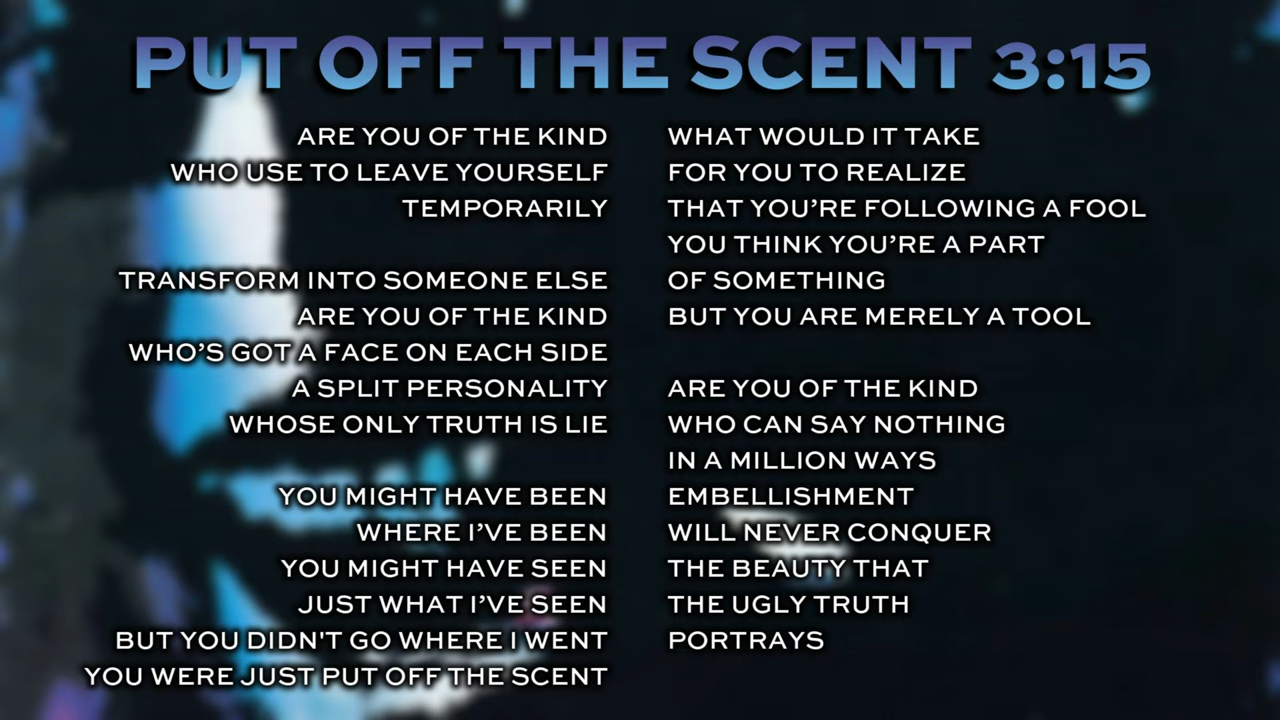 PUT OFF THE SCENT 3:15
ARE YOU OF THE KIND
WHO USE TO LEAVE YOURSELF
TEMPORARILY
TRANSFORM INTO SOMEONE ELSE
ARE YOU OF THE KIND
WHO'S GOT A FACE ON EACH SIDE
A SPLIT PERSONALITY
WHOSE ONLY TRUTH IS LIE
YOU MIGHT HAVE BEEN
WHERE I'VE BEEN
YOU MIGHT HAVE SEEN
JUST WHAT I'VE SEEN
BUT YOU DIDN'T GO WHERE I WENT
YOU WERE JUST PUT OFF THE SCENT
WHAT WOULD IT TAKE
FOR YOU TO REALIZE
THAT YOU'RE FOLLOWING A FOOL
YOU THINK YOU'RE A PART
OF SOMETHING
BUT YOU ARE MERELY A TOOL
ARE YOU OF THE KIND
WHO CAN SAY NOTHING
IN A MILLION WAYS
EMBELLISHMENT
WILL NEVER CONQUER
THE BEAUTY THAT
THE UGLY TRUTH
PORTRAYS